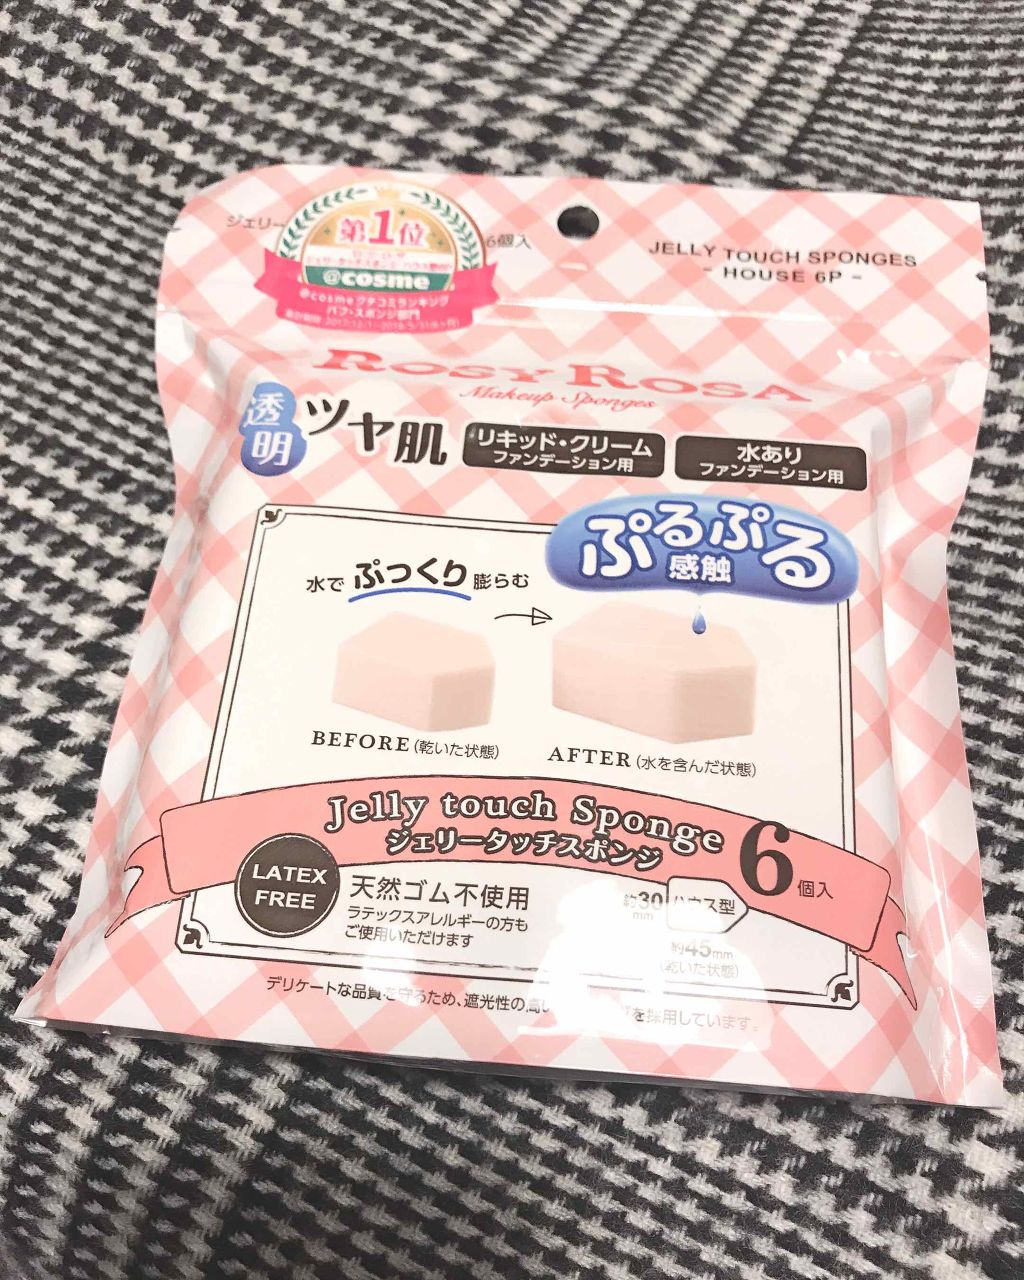 ジェリー
6個入
第1位
@cosme
@cosmeクチコミランキング
パフ・スポンジ部門
JELLY TOUCH SPONGES
- HOUSE 6P -
ROSY ROSA
Makeup Sponges
透明
ツヤ肌
リキッド・クリーム
ファンデーション用
水あり
ファンデーション用
ぷるぷる
感触
水で ぷっくり 膨らむ
BEFORE (乾いた状態)
AFTER (水を含んだ状態)
Jelly touch Sponge
ジェリータッチスポンジ
6個入
LATEX
FREE
天然ゴム不使用
ラテックスアレルギーの方も
ご使用いただけます
約30
mm
ハウス型
約45mm
(乾いた状態)
デリケートな品質を守るため、遮光性の高い を採用しています。